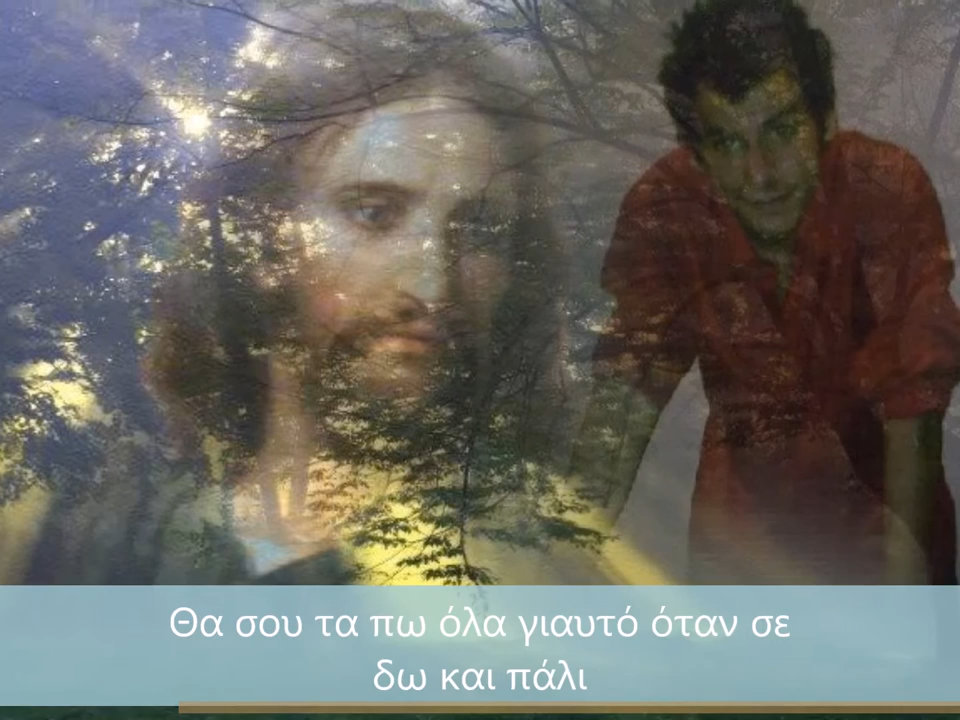 Θα σου τα πω όλα γιαυτό όταν σε
δω και πάλι